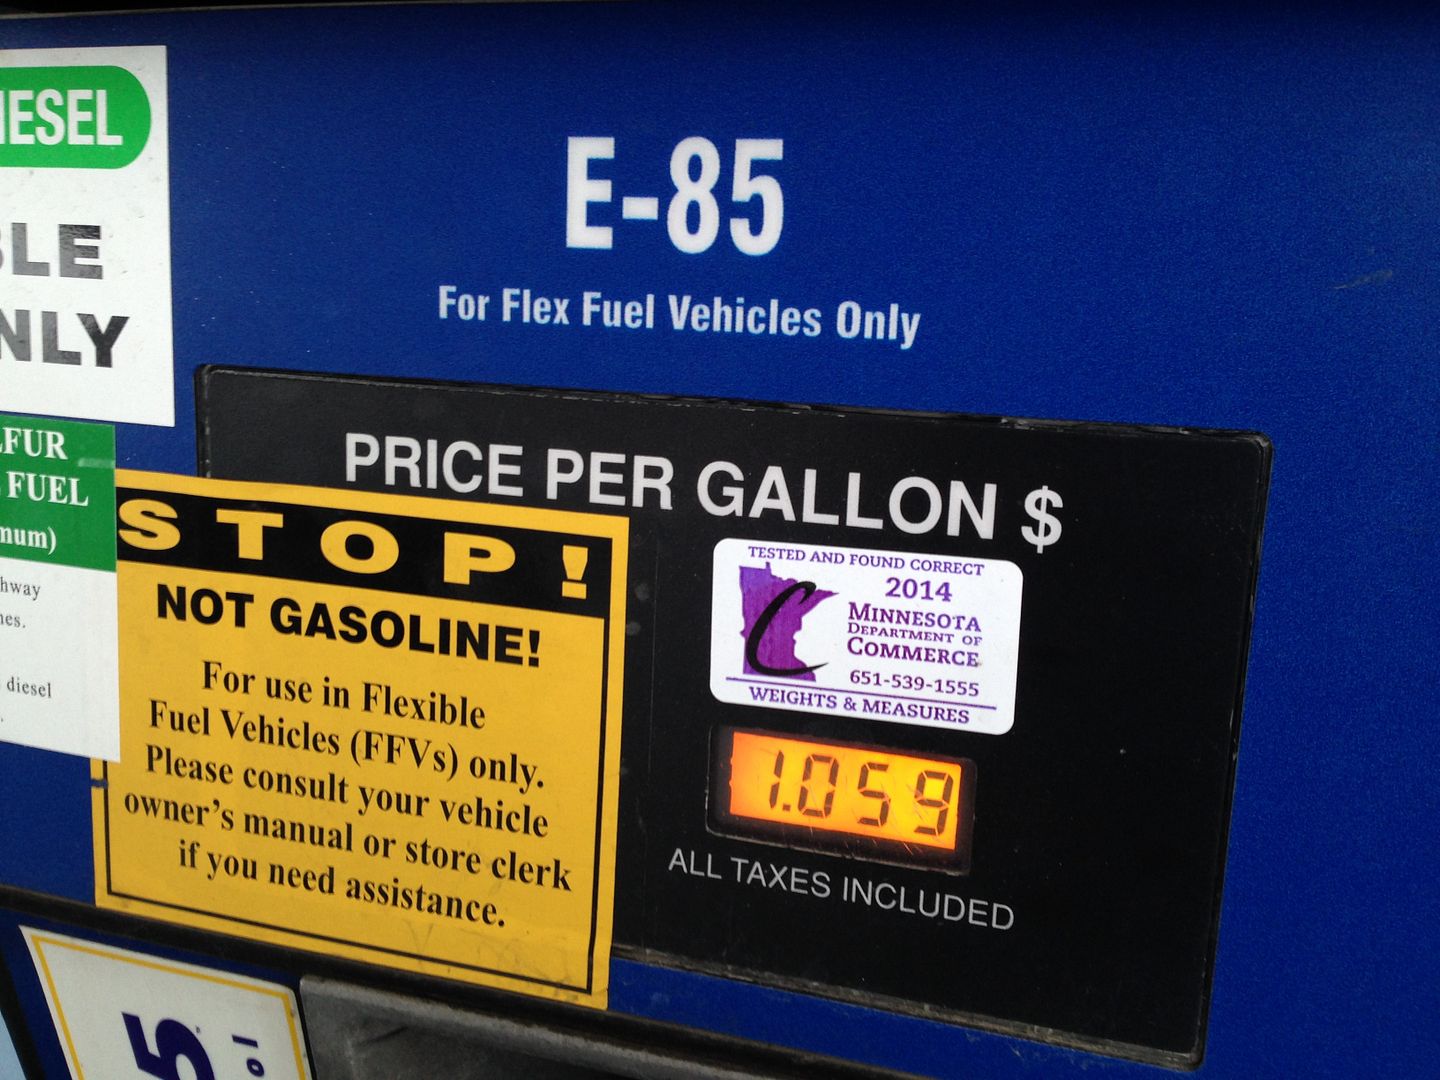 E-85
For Flex Fuel Vehicles Only
PRICE PER GALLON $
TESTED AND FOUND CORRECT
2014
C
MINNESOTA
DEPARTMENT OF
COMMERCE
651-539-1555
WEIGHTS & MEASURES
1.059
ALL TAXES INCLUDED
STOP!
NOT GASOLINE!
For use in Flexible
Fuel Vehicles (FFVs) only.
Please consult your vehicle
owner's manual or store clerk
if you need assistance.
IESEL
BLE
NLY
LFUR
FUEL
mum)
hway
nes.
diesel
5